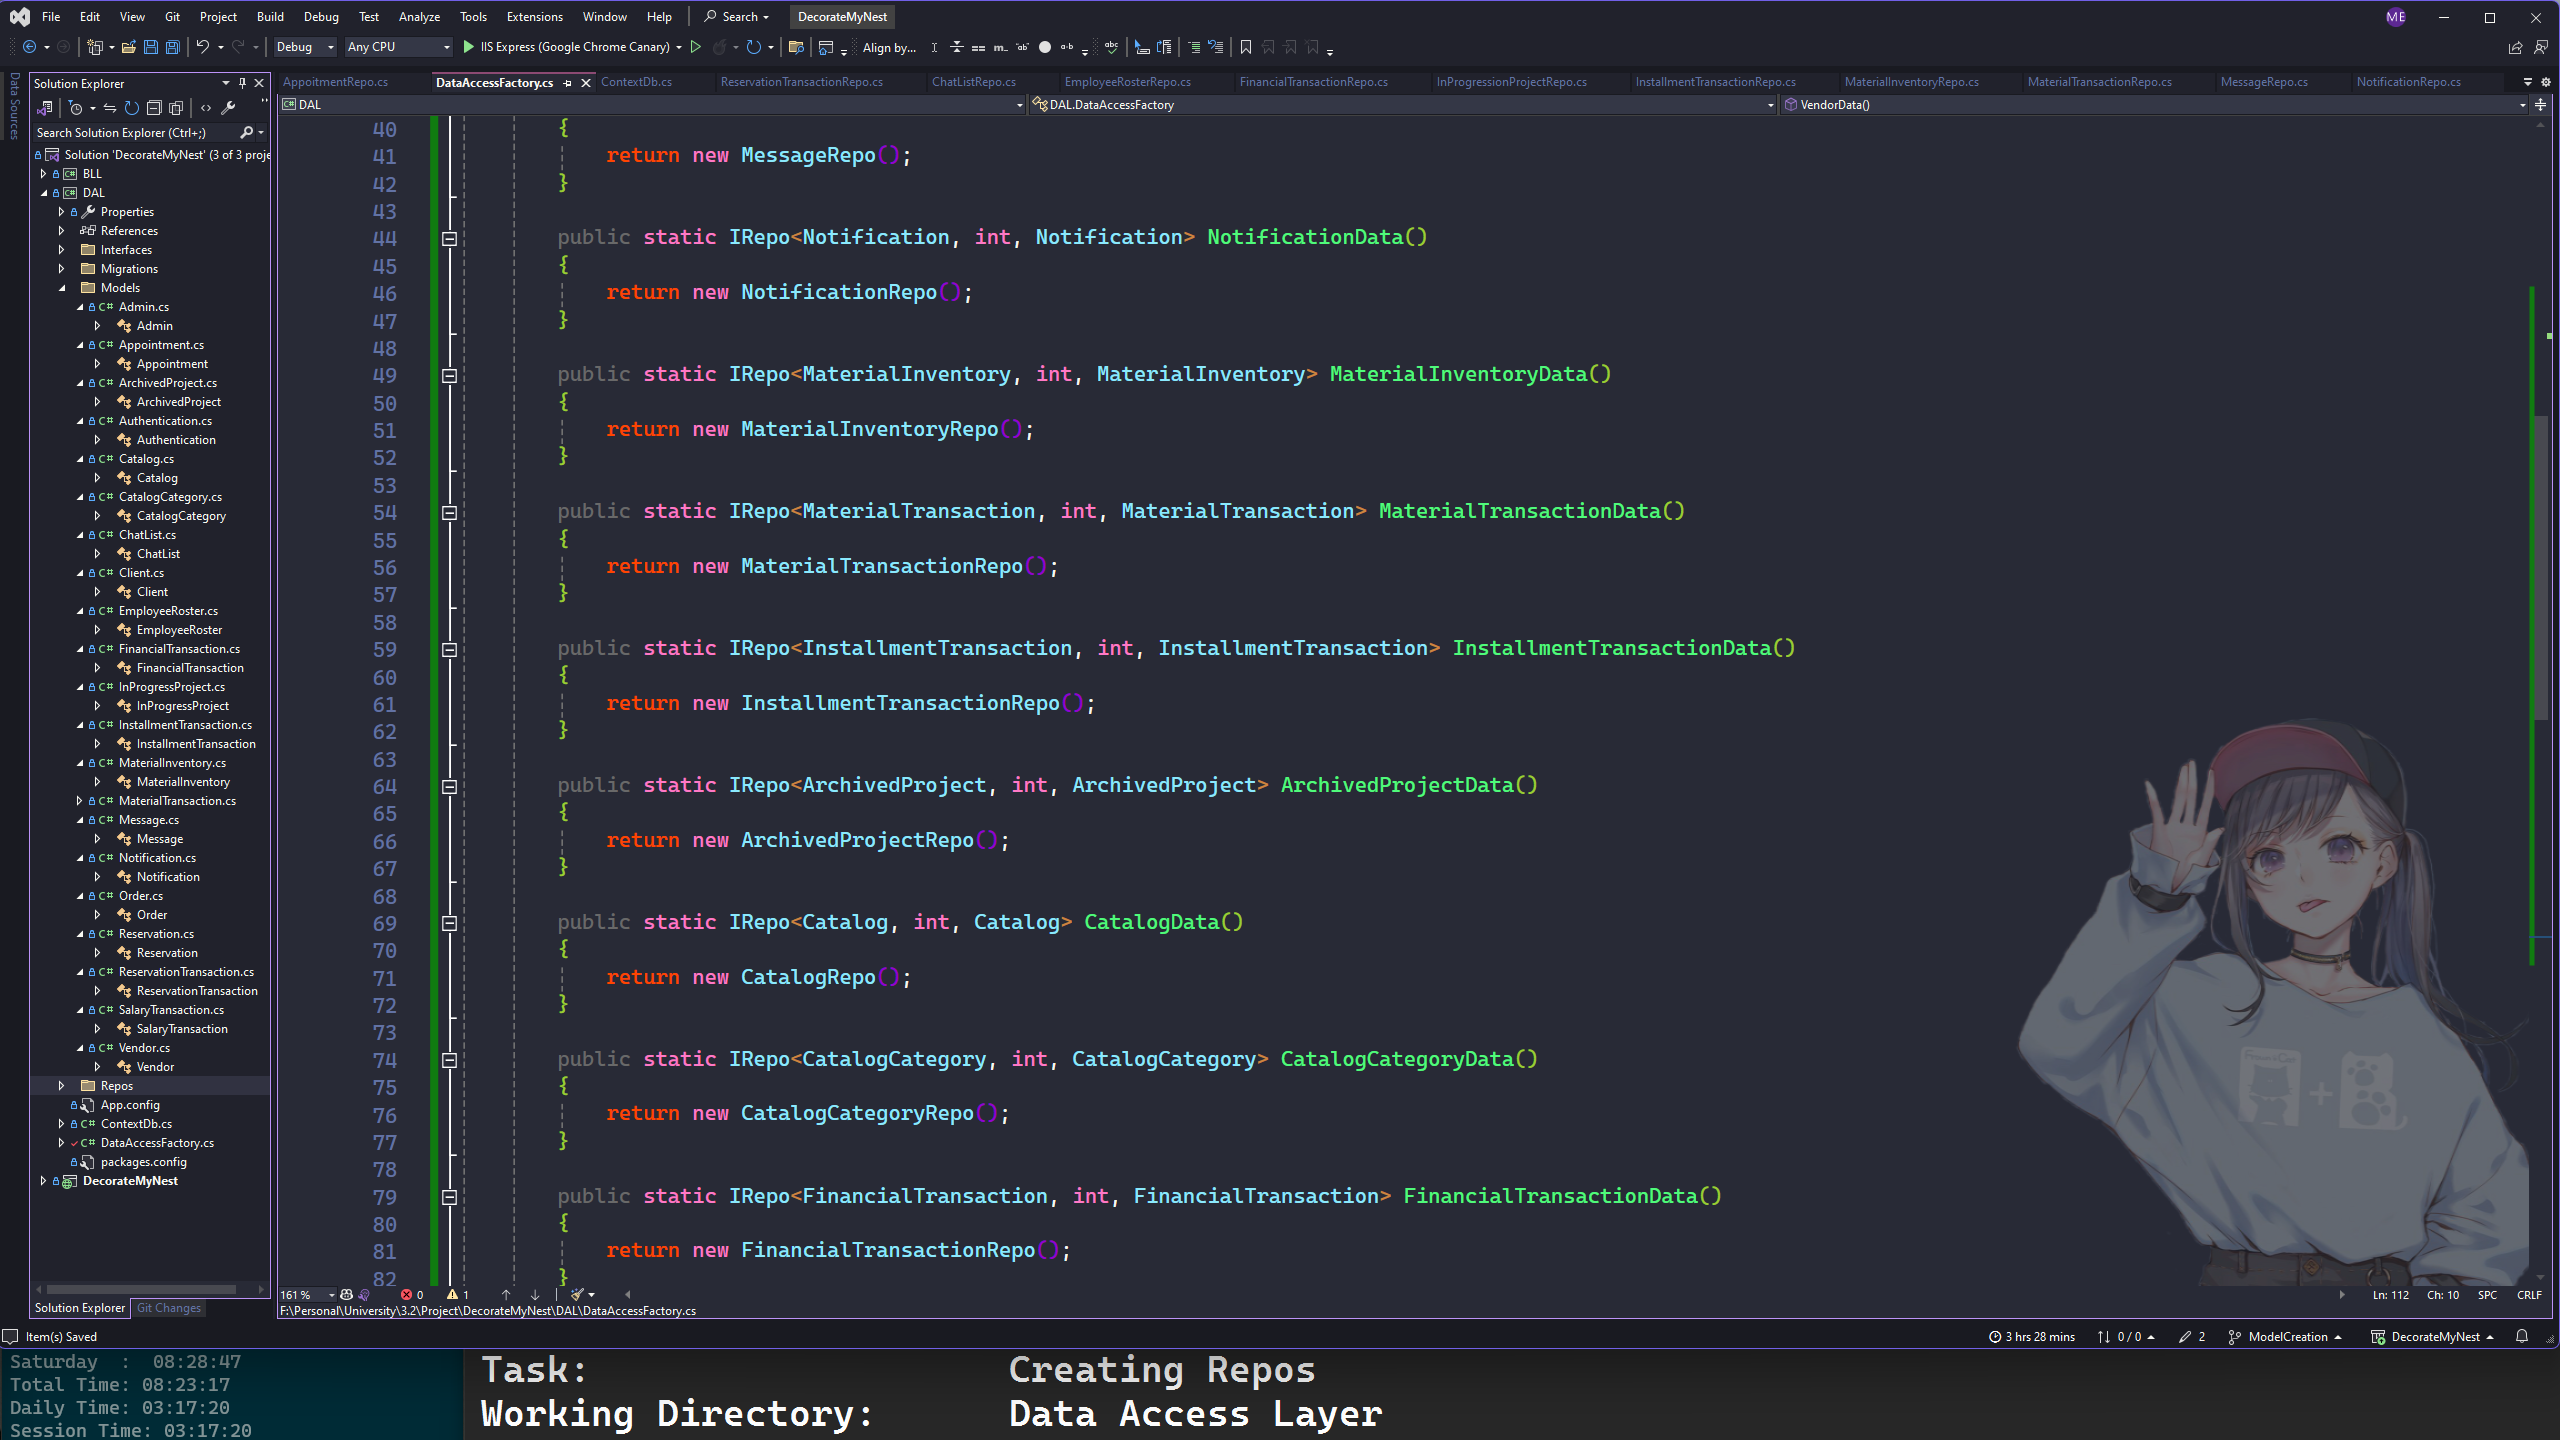 File Edit View Git Project Build Debug Test Analyze Tools Extensions Window Help Search DecorateMyNest ME
Debug Any CPU IIS Express (Google Chrome Canary) Align by...
Data Sources
Solution Explorer
Search Solution Explorer (Ctrl+;)
Solution 'DecorateMyNest' (3 of 3 proje
BLL
DAL
Properties
References
Interfaces
Migrations
Models
Admin.cs
Admin
Appointment.cs
Appointment
ArchivedProject.cs
ArchivedProject
Authentication.cs
Authentication
Catalog.cs
Catalog
CatalogCategory.cs
CatalogCategory
ChatList.cs
ChatList
Client.cs
Client
EmployeeRoster.cs
EmployeeRoster
FinancialTransaction.cs
FinancialTransaction
InProgressProject.cs
InProgressProject
InstallmentTransaction.cs
InstallmentTransaction
MaterialInventory.cs
MaterialInventory
MaterialTransaction.cs
Message.cs
Message
Notification.cs
Notification
Order.cs
Order
Reservation.cs
Reservation
ReservationTransaction.cs
ReservationTransaction
SalaryTransaction.cs
SalaryTransaction
Vendor.cs
Vendor
Repos
App.config
ContextDb.cs
DataAccessFactory.cs
packages.config
DecorateMyNest
Solution Explorer Git Changes
AppoitmentRepo.cs DataAccessFactory.cs ContextDb.cs ReservationTransactionRepo.cs ChatListRepo.cs EmployeeRosterRepo.cs FinancialTransactionRepo.cs InProgressionProjectRepo.cs InstallmentTransactionRepo.cs MaterialInventoryRepo.cs MaterialTransactionRepo.cs MessageRepo.cs NotificationRepo.cs
DAL DAL.DataAccessFactory VendorData()
40 {
41 return new MessageRepo();
42 }
43
44 public static IRepo<Notification, int, Notification> NotificationData()
45 {
46 return new NotificationRepo();
47 }
48
49 public static IRepo<MaterialInventory, int, MaterialInventory> MaterialInventoryData()
50 {
51 return new MaterialInventoryRepo();
52 }
53
54 public static IRepo<MaterialTransaction, int, MaterialTransaction> MaterialTransactionData()
55 {
56 return new MaterialTransactionRepo();
57 }
58
59 public static IRepo<InstallmentTransaction, int, InstallmentTransaction> InstallmentTransactionData()
60 {
61 return new InstallmentTransactionRepo();
62 }
63
64 public static IRepo<ArchivedProject, int, ArchivedProject> ArchivedProjectData()
65 {
66 return new ArchivedProjectRepo();
67 }
68
69 public static IRepo<Catalog, int, Catalog> CatalogData()
70 {
71 return new CatalogRepo();
72 }
73
74 public static IRepo<CatalogCategory, int, CatalogCategory> CatalogCategoryData()
75 {
76 return new CatalogCategoryRepo();
77 }
78
79 public static IRepo<FinancialTransaction, int, FinancialTransaction> FinancialTransactionData()
80 {
81 return new FinancialTransactionRepo();
82 }
161 % 0 1 Ln: 112 Ch: 10 SPC CRLF
F:\Personal\University\3.2\Project\DecorateMyNest\DAL\DataAccessFactory.cs
Item(s) Saved 3 hrs 28 mins 0 / 0 2 ModelCreation DecorateMyNest
Saturday : 08:28:47
Total Time: 08:23:17
Daily Time: 03:17:20
Session Time: 03:17:20
Task: Creating Repos
Working Directory: Data Access Layer